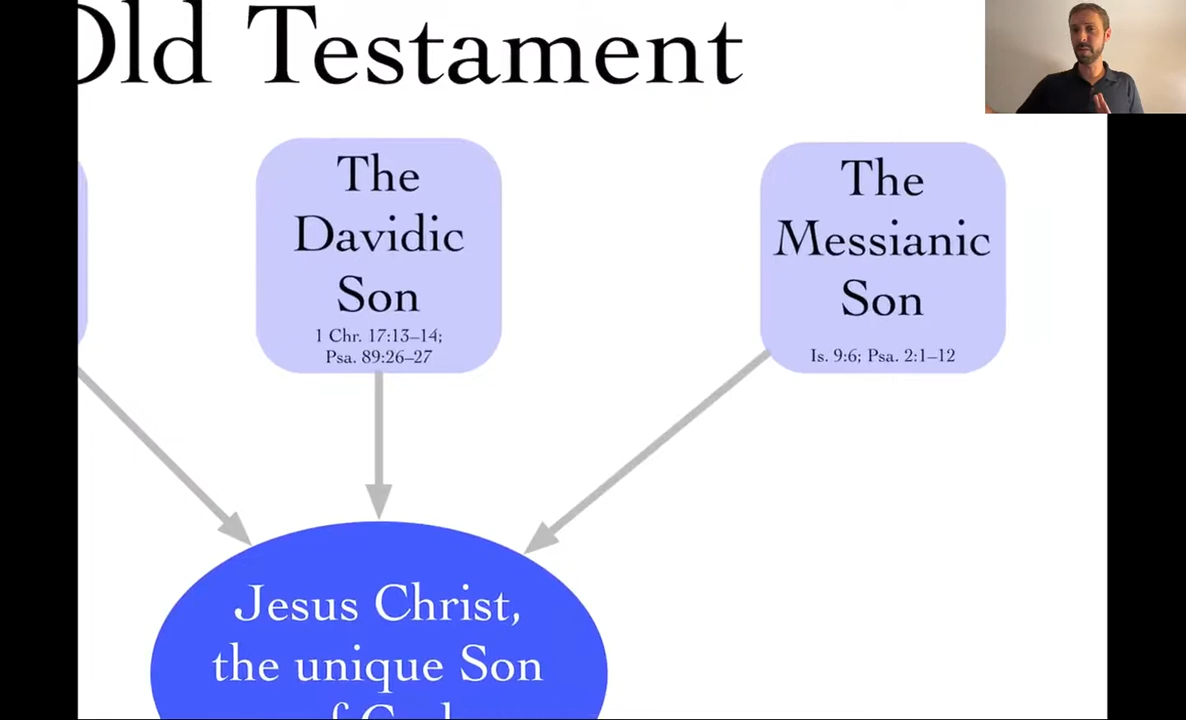 Old Testament
The
Davidic
Son
1 Chr. 17:13–14;
Psa. 89:26–27
The
Messianic
Son
Is. 9:6; Psa. 2:1–12
Jesus Christ,
the unique Son
of God